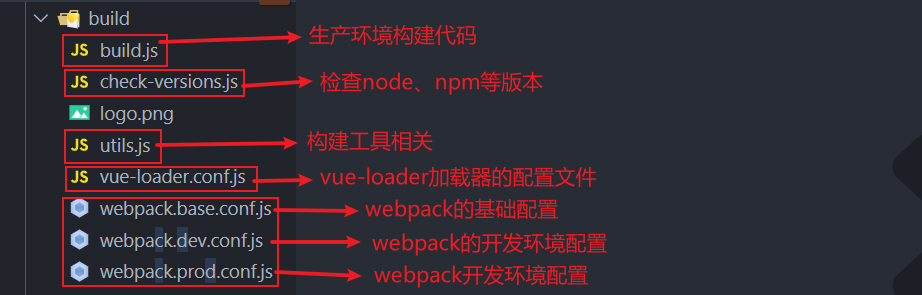 build
JS build.js 生产环境构建代码
JS check-versions.js 检查node、npm等版本
logo.png
JS utils.js 构建工具相关
JS vue-loader.conf.js vue-loader加载器的配置文件
webpack.base.conf.js webpack的基础配置
webpack.dev.conf.js webpack的开发环境配置
webpack.prod.conf.js webpack开发环境配置